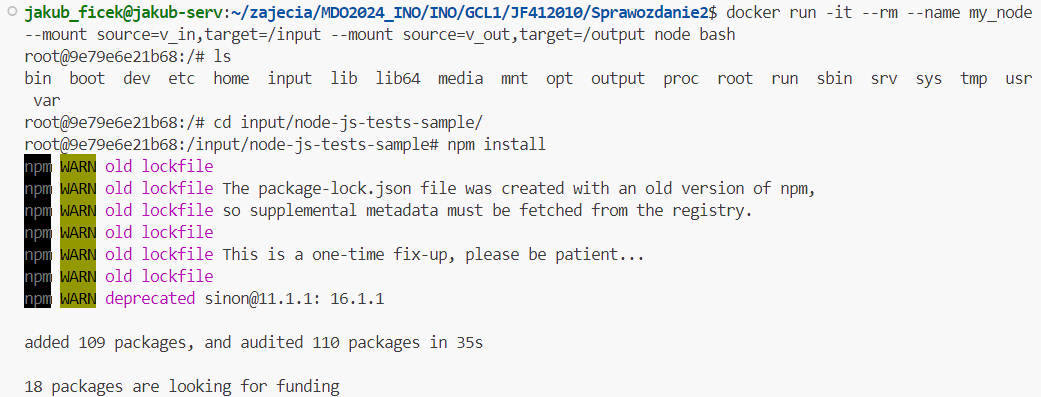 jakub_ficek@jakub-serv:~/zajecia/MDO2024_INO/INO/GCL1/JF412010/Sprawozdanie2$ docker run -it --rm --name my_node
--mount source=v_in,target=/input --mount source=v_out,target=/output node bash
root@9e79e6e21b68:/# ls
bin  boot  dev  etc  home  input  lib  lib64  media  mnt  opt  output  proc  root  run  sbin  srv  sys  tmp  usr
 var
root@9e79e6e21b68:/# cd input/node-js-tests-sample/
root@9e79e6e21b68:/input/node-js-tests-sample# npm install
npm WARN old lockfile
npm WARN old lockfile The package-lock.json file was created with an old version of npm,
npm WARN old lockfile so supplemental metadata must be fetched from the registry.
npm WARN old lockfile
npm WARN old lockfile This is a one-time fix-up, please be patient...
npm WARN old lockfile
npm WARN deprecated sinon@11.1.1: 16.1.1
added 109 packages, and audited 110 packages in 35s
18 packages are looking for funding